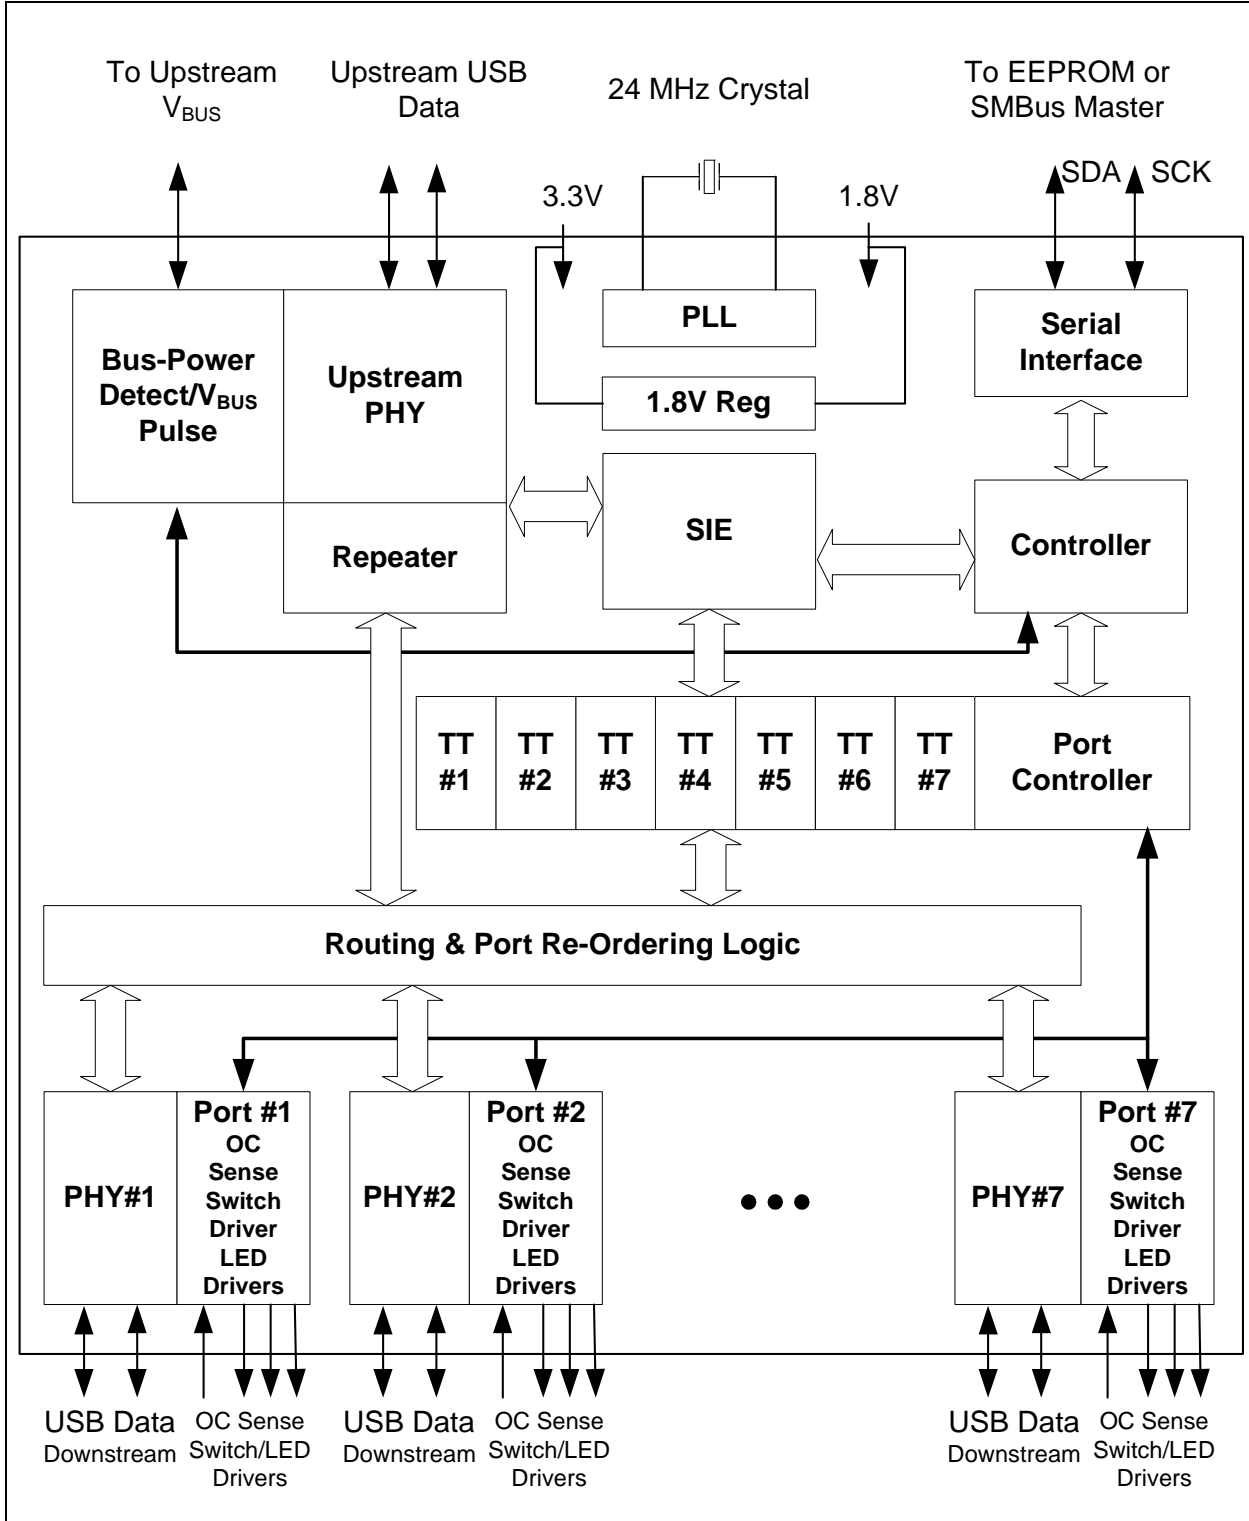 To Upstream
VBUS
Upstream USB
Data
24 MHz Crystal
To EEPROM or
SMBus Master
SDA
SCK
3.3V
1.8V
Bus-Power
Detect/VBUS
Pulse
Upstream
PHY
PLL
1.8V Reg
Serial
Interface
Repeater
SIE
Controller
TT
#1
TT
#2
TT
#3
TT
#4
TT
#5
TT
#6
TT
#7
Port
Controller
Routing & Port Re-Ordering Logic
PHY#1
Port #1
OC
Sense
Switch
Driver
LED
Drivers
PHY#2
Port #2
OC
Sense
Switch
Driver
LED
Drivers
PHY#7
Port #7
OC
Sense
Switch
Driver
LED
Drivers
USB Data
Downstream
OC Sense
Switch/LED
Drivers
USB Data
Downstream
OC Sense
Switch/LED
Drivers
USB Data
Downstream
OC Sense
Switch/LED
Drivers